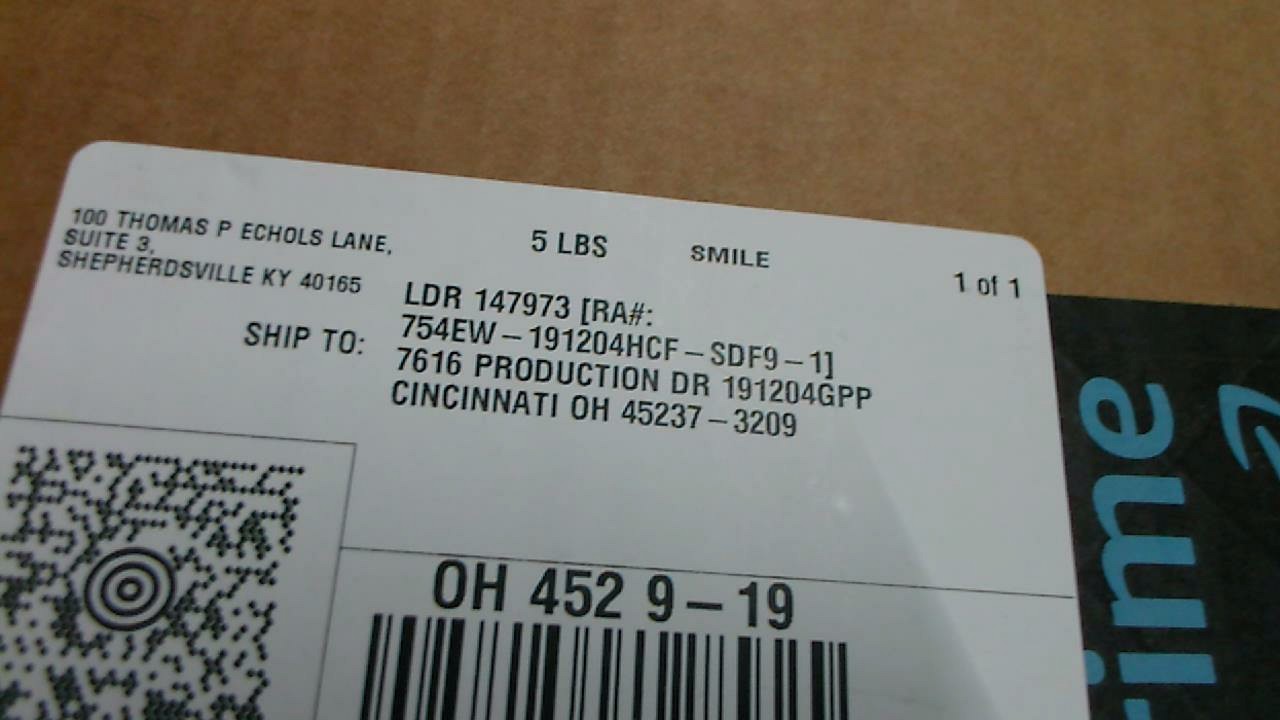 100 THOMAS P ECHOLS LANE,
SUITE 3,
SHEPHERDSVILLE KY 40165
5 LBS
SMILE
1 of 1
SHIP TO:
LDR 147973 [RA#:
754EW-191204HCF-SDF9-1]
7616 PRODUCTION DR 191204GPP
CINCINNATI OH 45237-3209
OH 452 9-19
ime